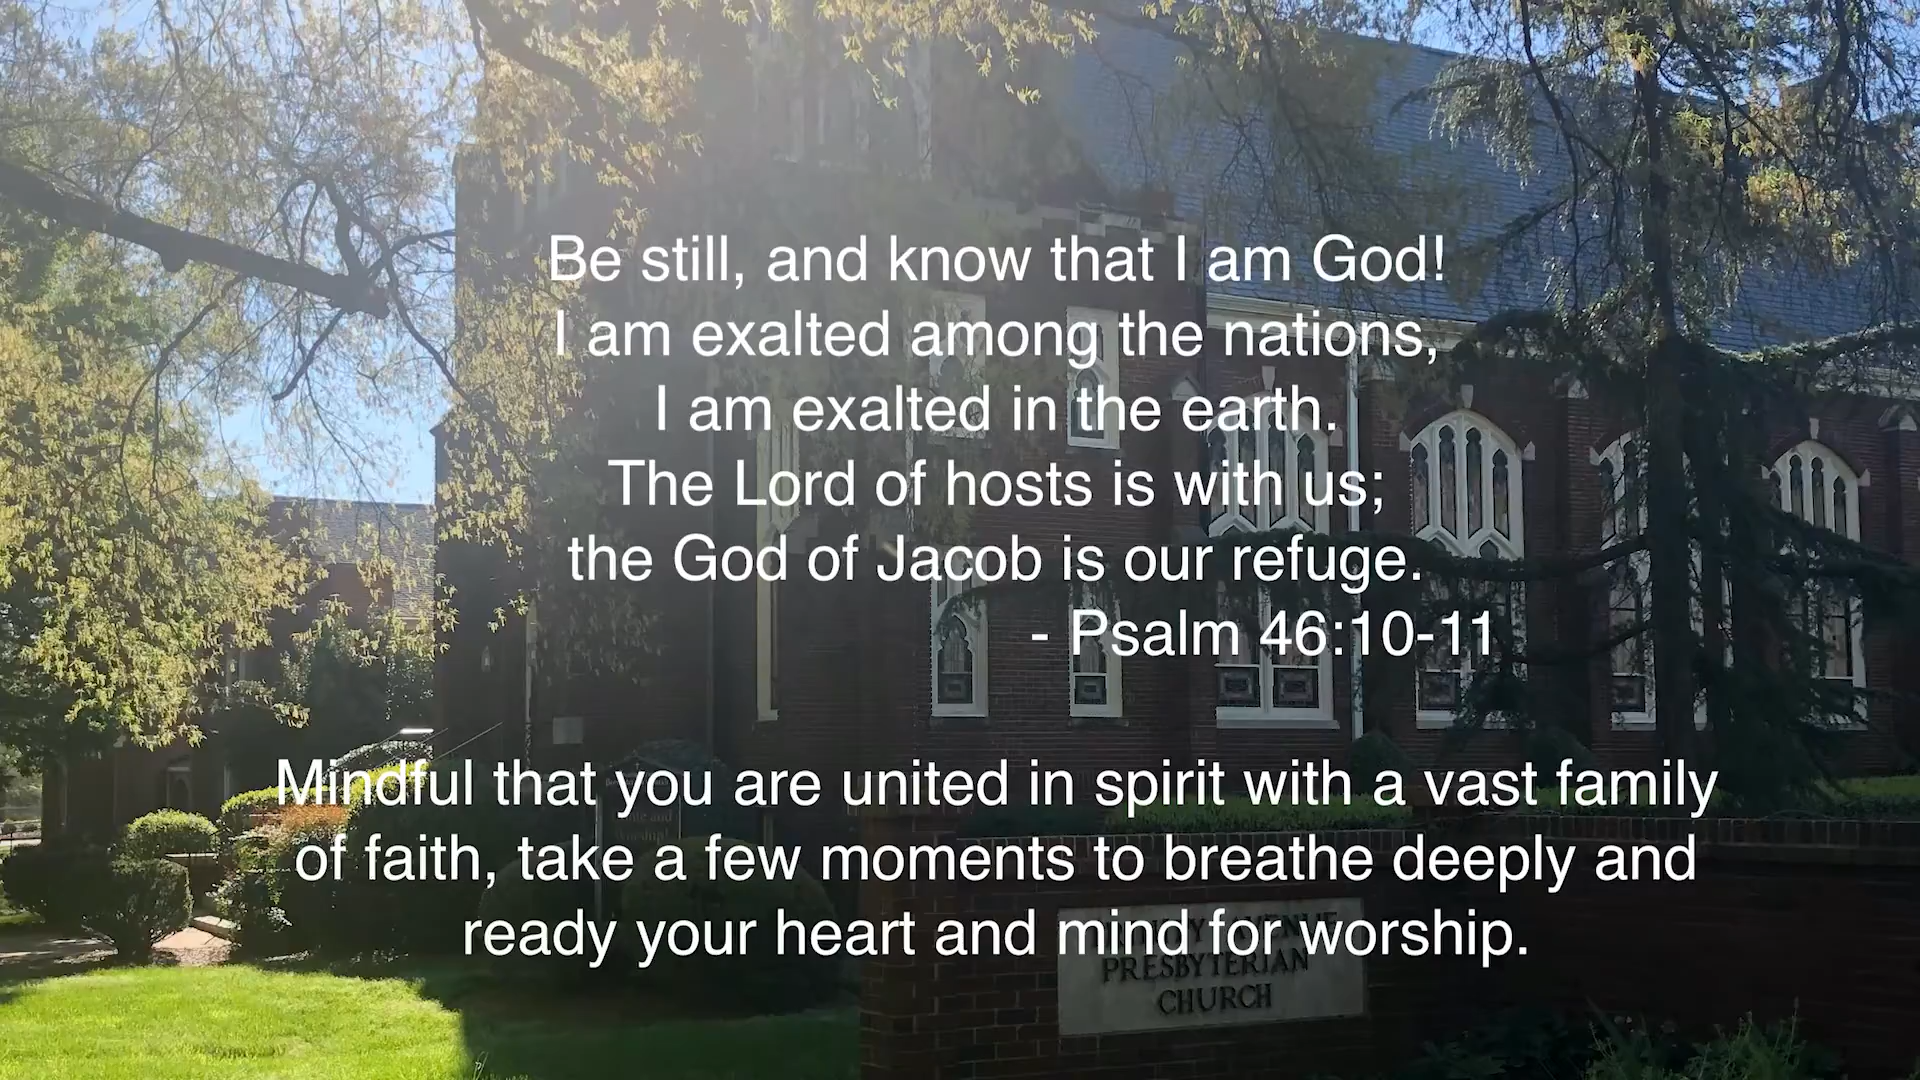 Be still, and know that I am God!
I am exalted among the nations,
I am exalted in the earth.
The Lord of hosts is with us;
the God of Jacob is our refuge.
- Psalm 46:10-11
Mindful that you are united in spirit with a vast family
of faith, take a few moments to breathe deeply and
ready your heart and mind for worship.
AVENUE
PRESBYTERIAN
CHURCH